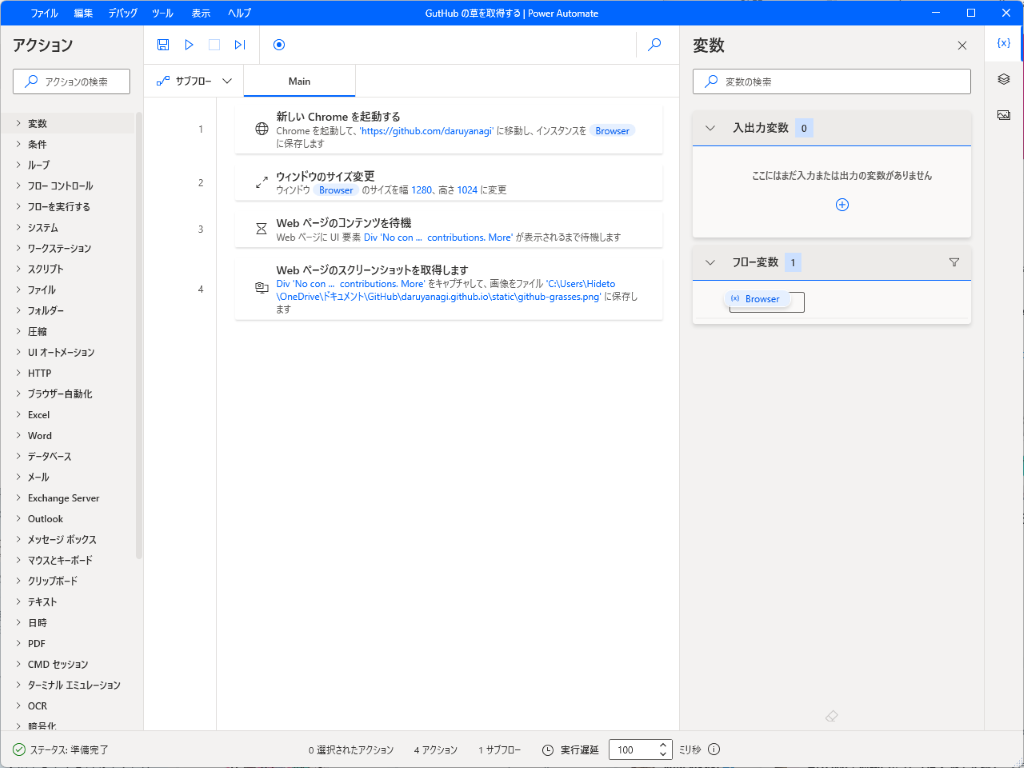 ファイル 編集 デバッグ ツール 表示 ヘルプ
GutHub の草を取得する | Power Automate
アクション
アクションの検索
変数
条件
ループ
フロー コントロール
フローを実行する
システム
ワークステーション
スクリプト
ファイル
フォルダー
圧縮
UI オートメーション
HTTP
ブラウザー自動化
Excel
Word
データベース
メール
Exchange Server
Outlook
メッセージ ボックス
マウスとキーボード
クリップボード
テキスト
日時
PDF
CMD セッション
ターミナル エミュレーション
OCR
暗号化
サブフロー
Main
1
新しい Chrome を起動する
Chrome を起動して、'https://github.com/daruyanagi' に移動し、インスタンスを Browser
に保存します
2
ウィンドウのサイズ変更
ウィンドウ Browser のサイズを幅 1280、高さ 1024 に変更
3
Web ページのコンテンツを待機
Web ページに UI 要素 Div 'No con ... contributions. More' が表示されるまで待機します
4
Web ページのスクリーンショットを取得します
Div 'No con ... contributions. More' をキャプチャして、画像をファイル 'C:\Users\Hideto
\OneDrive\ドキュメント\GitHub\daruyanagi.github.io\static\github-grasses.png' に保存し
ます
変数
{x}
変数の検索
入出力変数 0
ここにはまだ入力または出力の変数がありません
フロー変数 1
(x) Browser
ステータス: 準備完了
0 選択されたアクション
4 アクション
1 サブフロー
実行遅延
100
ミリ秒